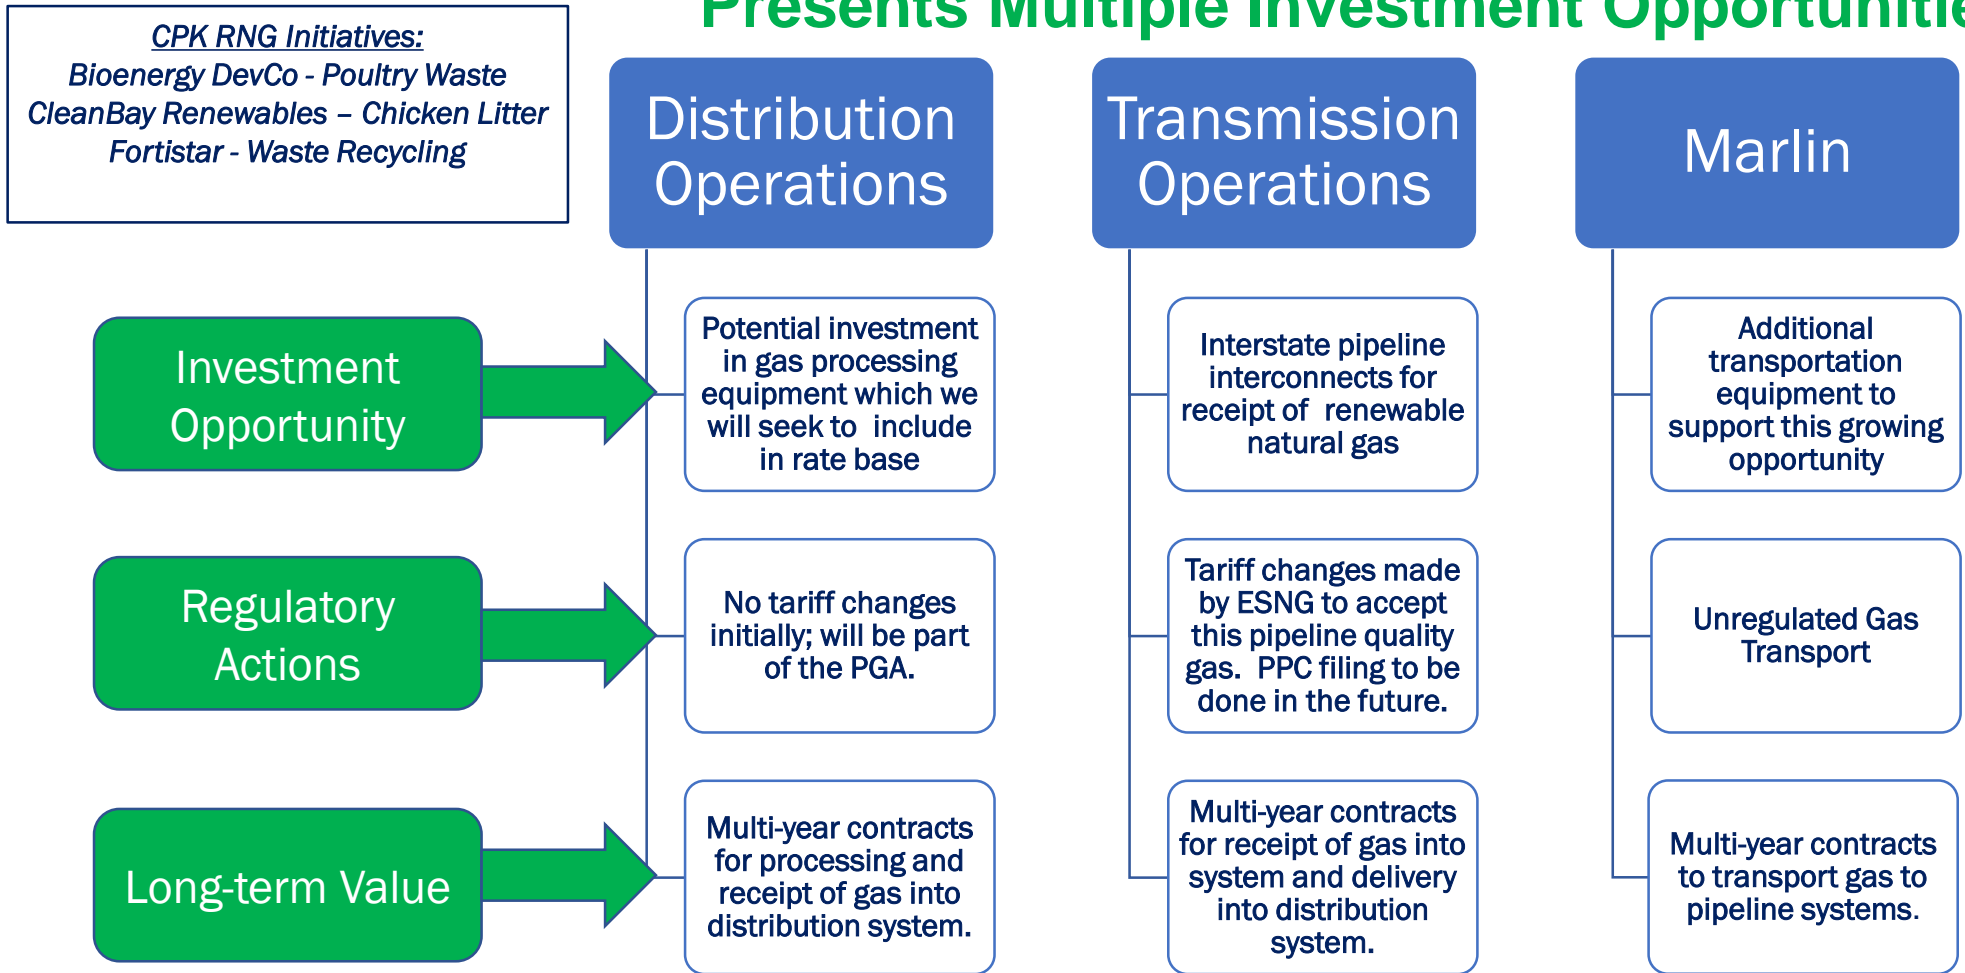 Presents Multiple Investment Opportunitie
CPK RNG Initiatives:
Bioenergy DevCo - Poultry Waste
CleanBay Renewables – Chicken Litter
Fortistar - Waste Recycling
Distribution
Operations
Transmission
Operations
Marlin
Investment
Opportunity
Potential investment
in gas processing
equipment which we
will seek to include
in rate base
Interstate pipeline
interconnects for
receipt of renewable
natural gas
Additional
transportation
equipment to
support this growing
opportunity
Regulatory
Actions
No tariff changes
initially; will be part
of the PGA.
Tariff changes made
by ESNG to accept
this pipeline quality
gas. PPC filing to be
done in the future.
Unregulated Gas
Transport
Long-term Value
Multi-year contracts
for processing and
receipt of gas into
distribution system.
Multi-year contracts
for receipt of gas into
system and delivery
into distribution
system.
Multi-year contracts
to transport gas to
pipeline systems.